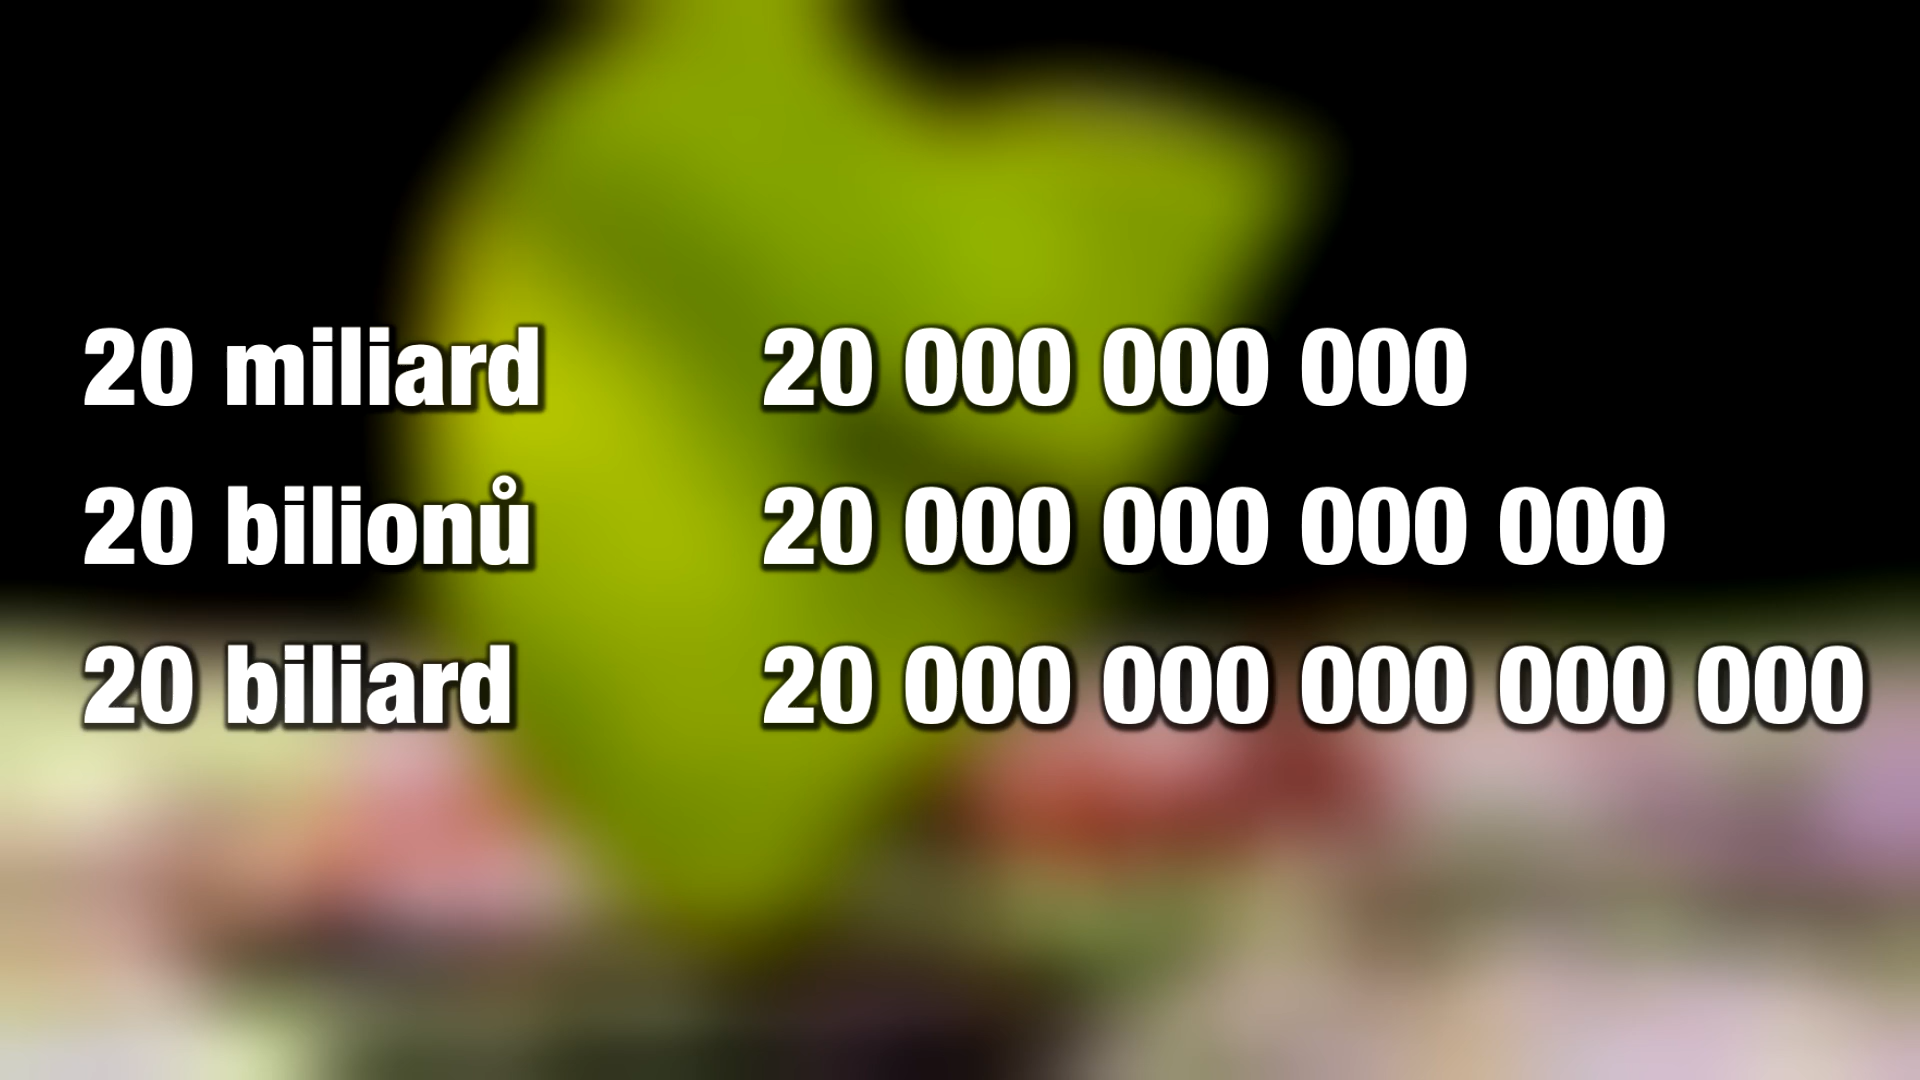 20 miliard 20 000 000 000
20 bilionů 20 000 000 000 000
20 biliard 20 000 000 000 000 000